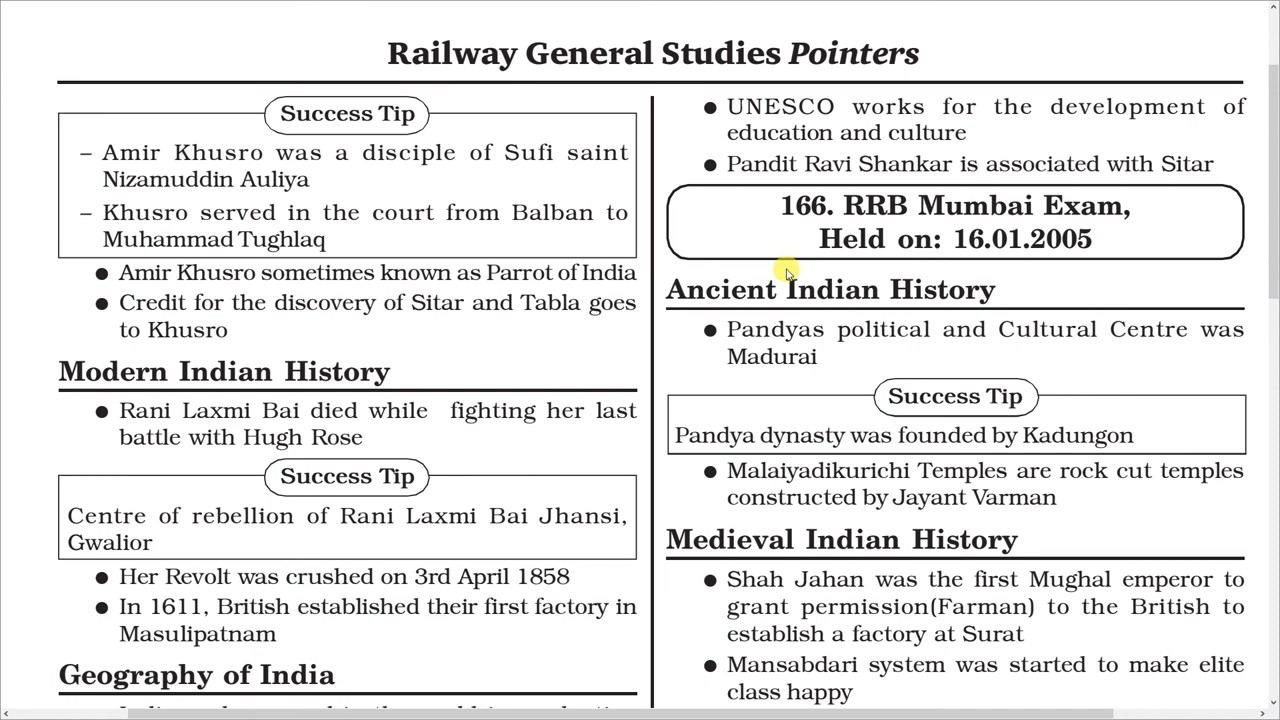 Railway General Studies Pointers
Success Tip
– Amir Khusro was a disciple of Sufi saint
Nizamuddin Auliya
– Khusro served in the court from Balban to
Muhammad Tughlaq
● Amir Khusro sometimes known as Parrot of India
● Credit for the discovery of Sitar and Tabla goes
to Khusro
Modern Indian History
● Rani Laxmi Bai died while fighting her last
battle with Hugh Rose
Success Tip
Centre of rebellion of Rani Laxmi Bai Jhansi,
Gwalior
● Her Revolt was crushed on 3rd April 1858
● In 1611, British established their first factory in
Masulipatnam
Geography of India
● UNESCO works for the development of
education and culture
● Pandit Ravi Shankar is associated with Sitar
166. RRB Mumbai Exam,
Held on: 16.01.2005
Ancient Indian History
● Pandyas political and Cultural Centre was
Madurai
Success Tip
Pandya dynasty was founded by Kadungon
● Malaiyadikurichi Temples are rock cut temples
constructed by Jayant Varman
Medieval Indian History
● Shah Jahan was the first Mughal emperor to
grant permission(Farman) to the British to
establish a factory at Surat
● Mansabdari system was started to make elite
class happy